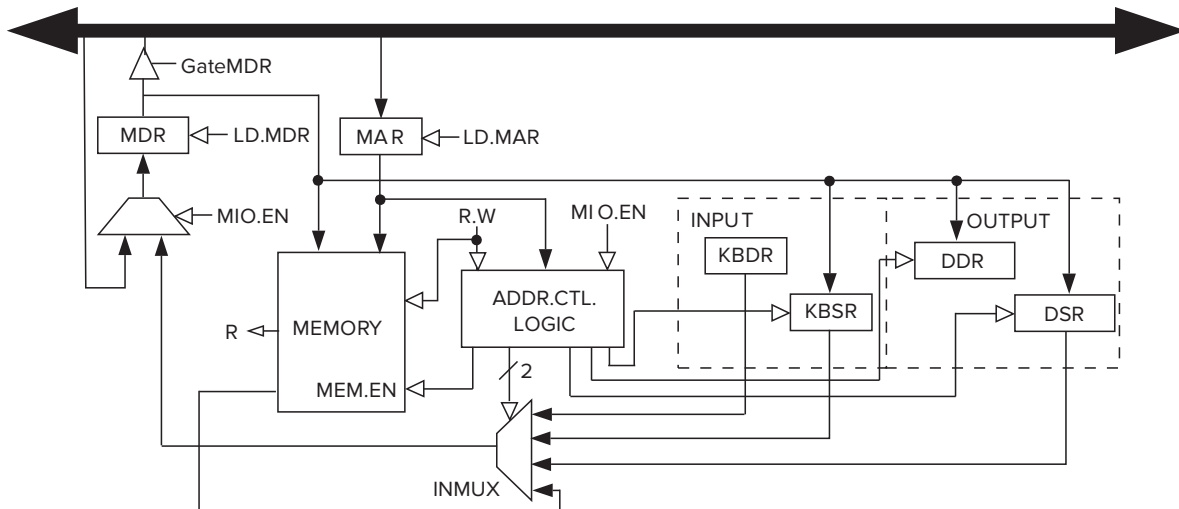 GateMDR
MDR
LD.MDR
MAR
LD.MAR
MIO.EN
R.W
MIO.EN
INPUT
OUTPUT
KBDR
DDR
ADDR.CTL.
LOGIC
KBSR
DSR
R
MEMORY
2
MEM.EN
INMUX